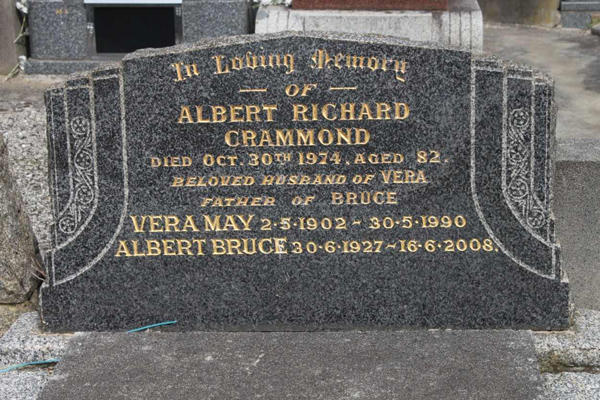 In Loving Memory
— OF —
ALBERT RICHARD
CRAMMOND
DIED OCT. 30TH 1974. AGED 82.
BELOVED HUSBAND OF VERA
FATHER OF BRUCE
VERA MAY 2·5·1902 ~ 30·5·1990
ALBERT BRUCE 30·6·1927~16·6·2008.